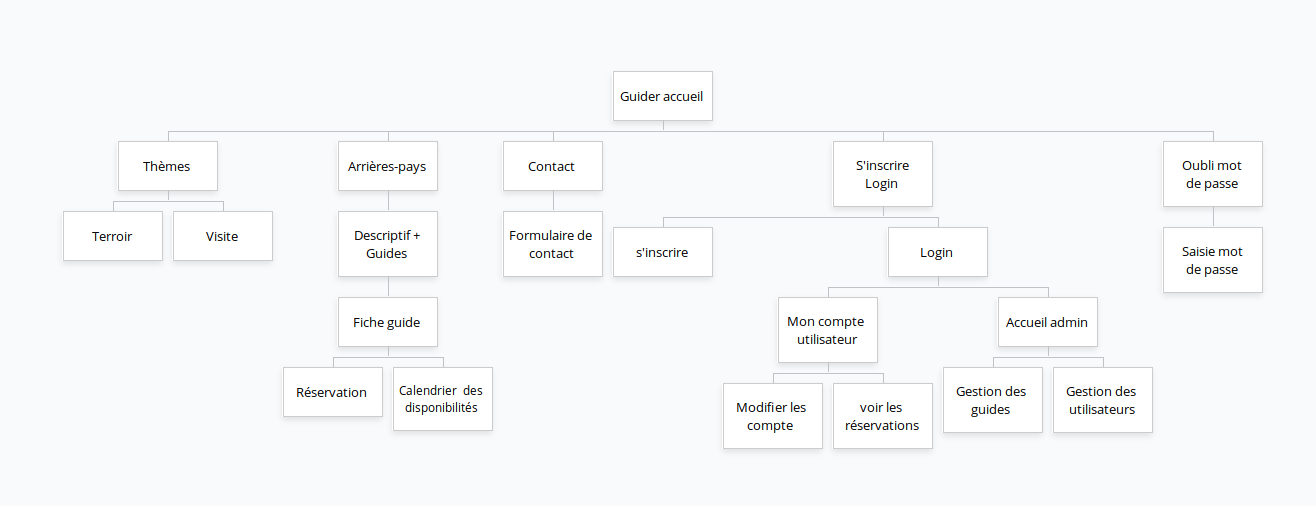 Guider accueil
Thèmes
Arrières-pays
Contact
S'inscrire
Login
Oubli mot
de passe
Terroir
Visite
Descriptif +
Guides
Formulaire de
contact
s'inscrire
Login
Saisie mot
de passe
Fiche guide
Mon compte
utilisateur
Accueil admin
Réservation
Calendrier des
disponibilités
Modifier les
compte
voir les
réservations
Gestion des
guides
Gestion des
utilisateurs